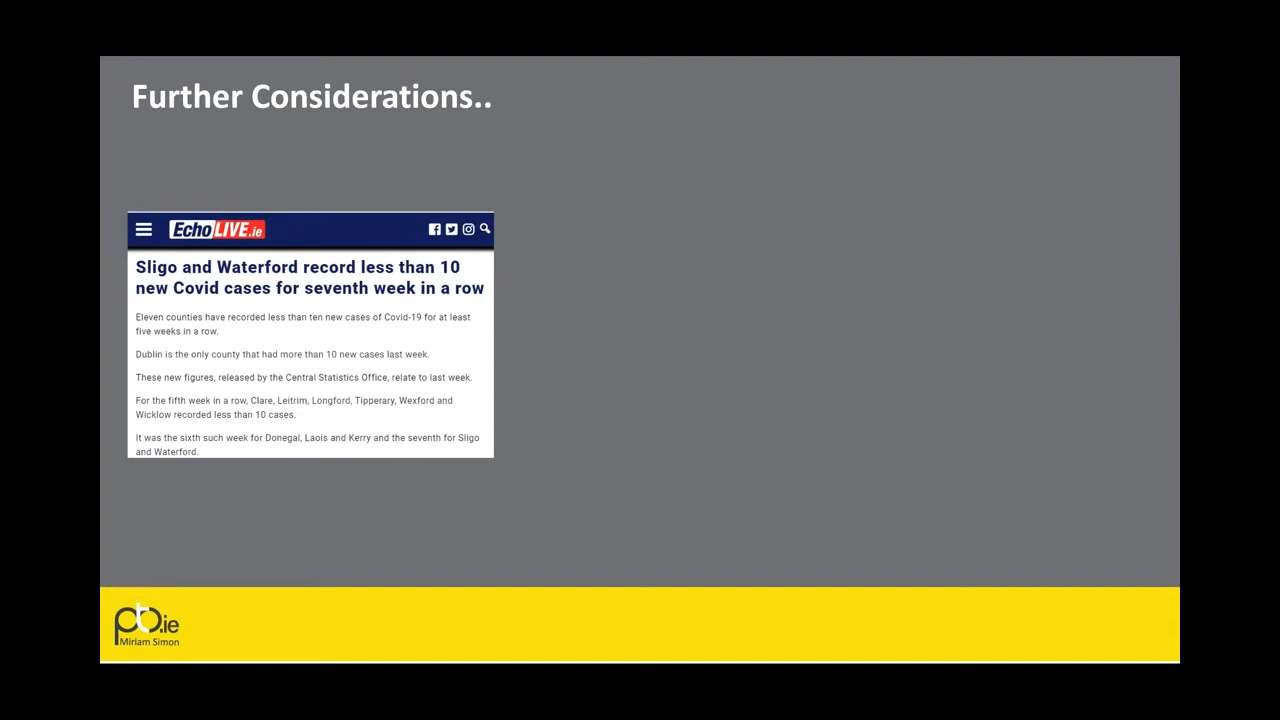 Further Considerations..
EchoLIVE.ie
Sligo and Waterford record less than 10
new Covid cases for seventh week in a row
Eleven counties have recorded less than ten new cases of Covid-19 for at least
five weeks in a row.
Dublin is the only county that had more than 10 new cases last week.
These new figures, released by the Central Statistics Office, relate to last week.
For the fifth week in a row, Clare, Leitrim, Longford, Tipperary, Wexford and
Wicklow recorded less than 10 cases.
It was the sixth such week for Donegal, Laois and Kerry and the seventh for Sligo
and Waterford.
ptb.ie
Miriam Simon